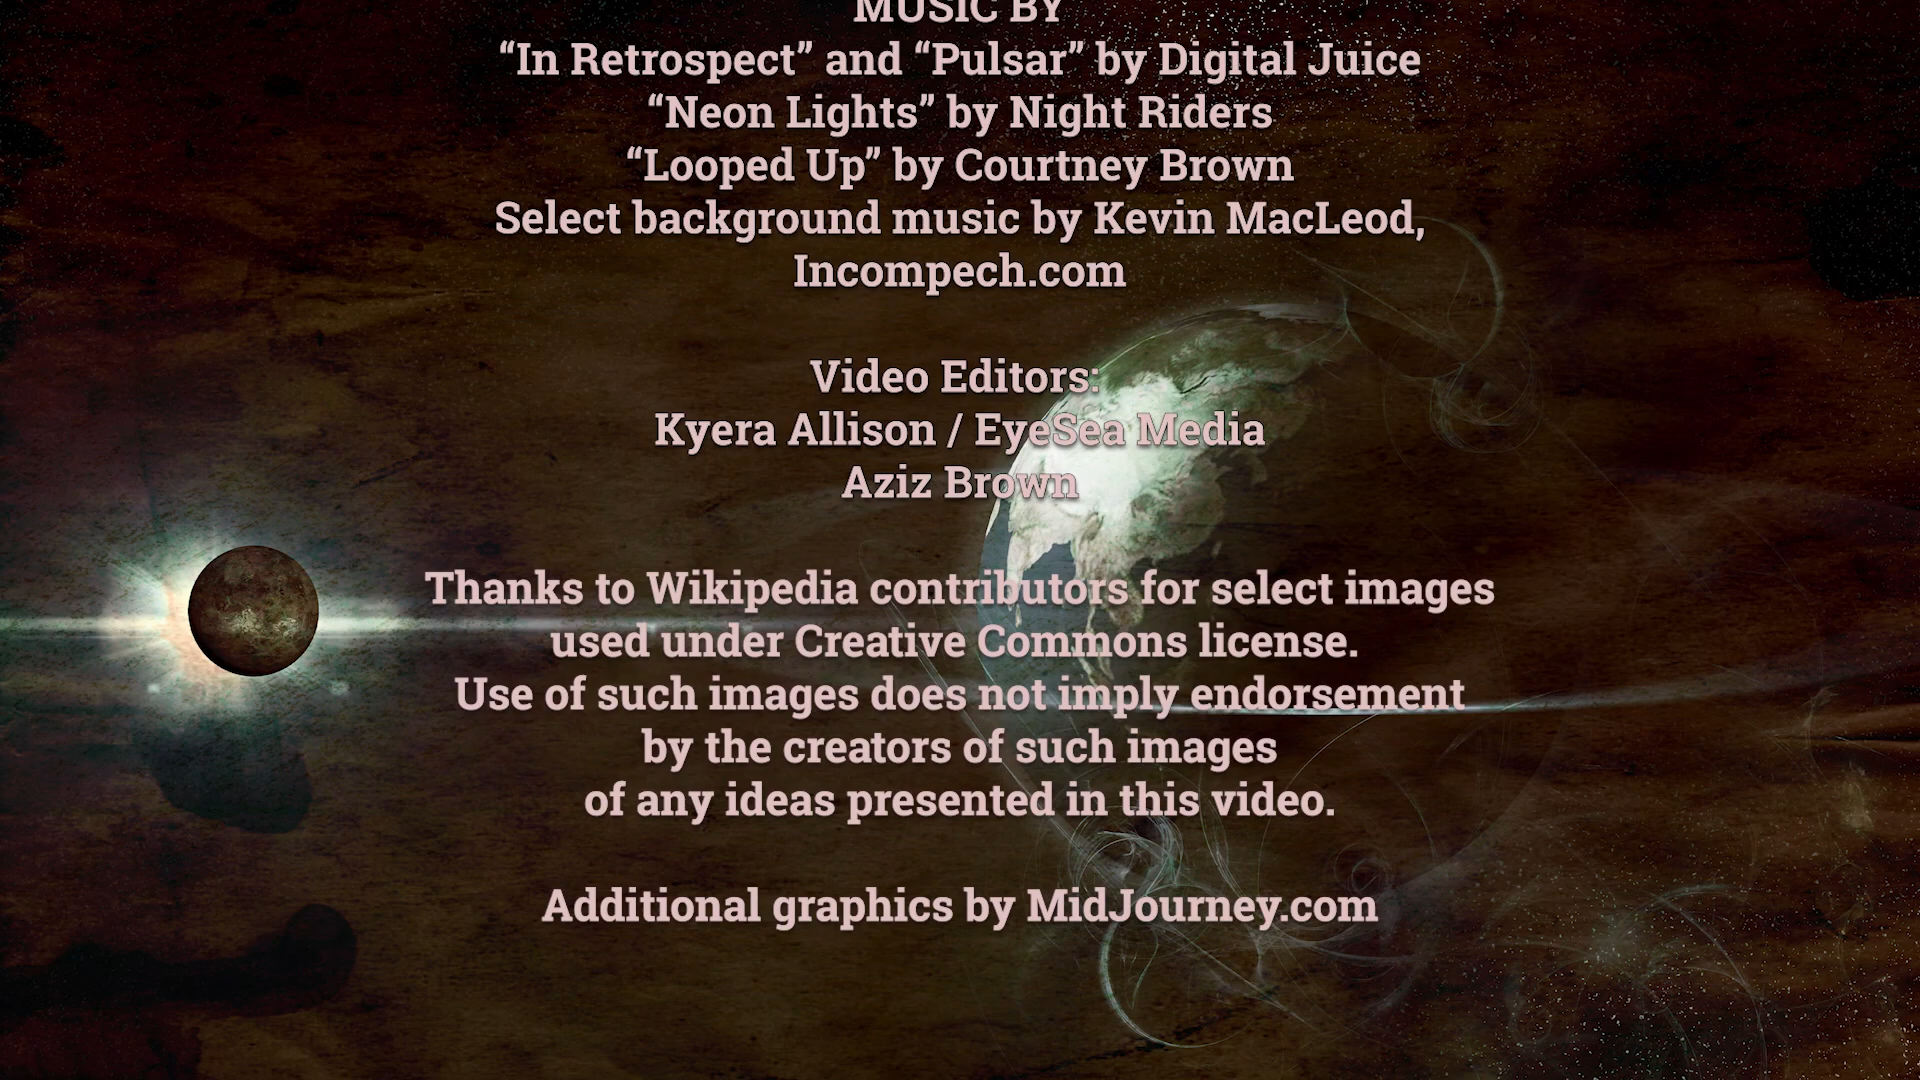 MUSIC BY
“In Retrospect” and “Pulsar” by Digital Juice
“Neon Lights” by Night Riders
“Looped Up” by Courtney Brown
Select background music by Kevin MacLeod,
Incompech.com
Video Editors:
Kyera Allison / EyeSea Media
Aziz Brown
Thanks to Wikipedia contributors for select images
used under Creative Commons license.
Use of such images does not imply endorsement
by the creators of such images
of any ideas presented in this video.
Additional graphics by MidJourney.com